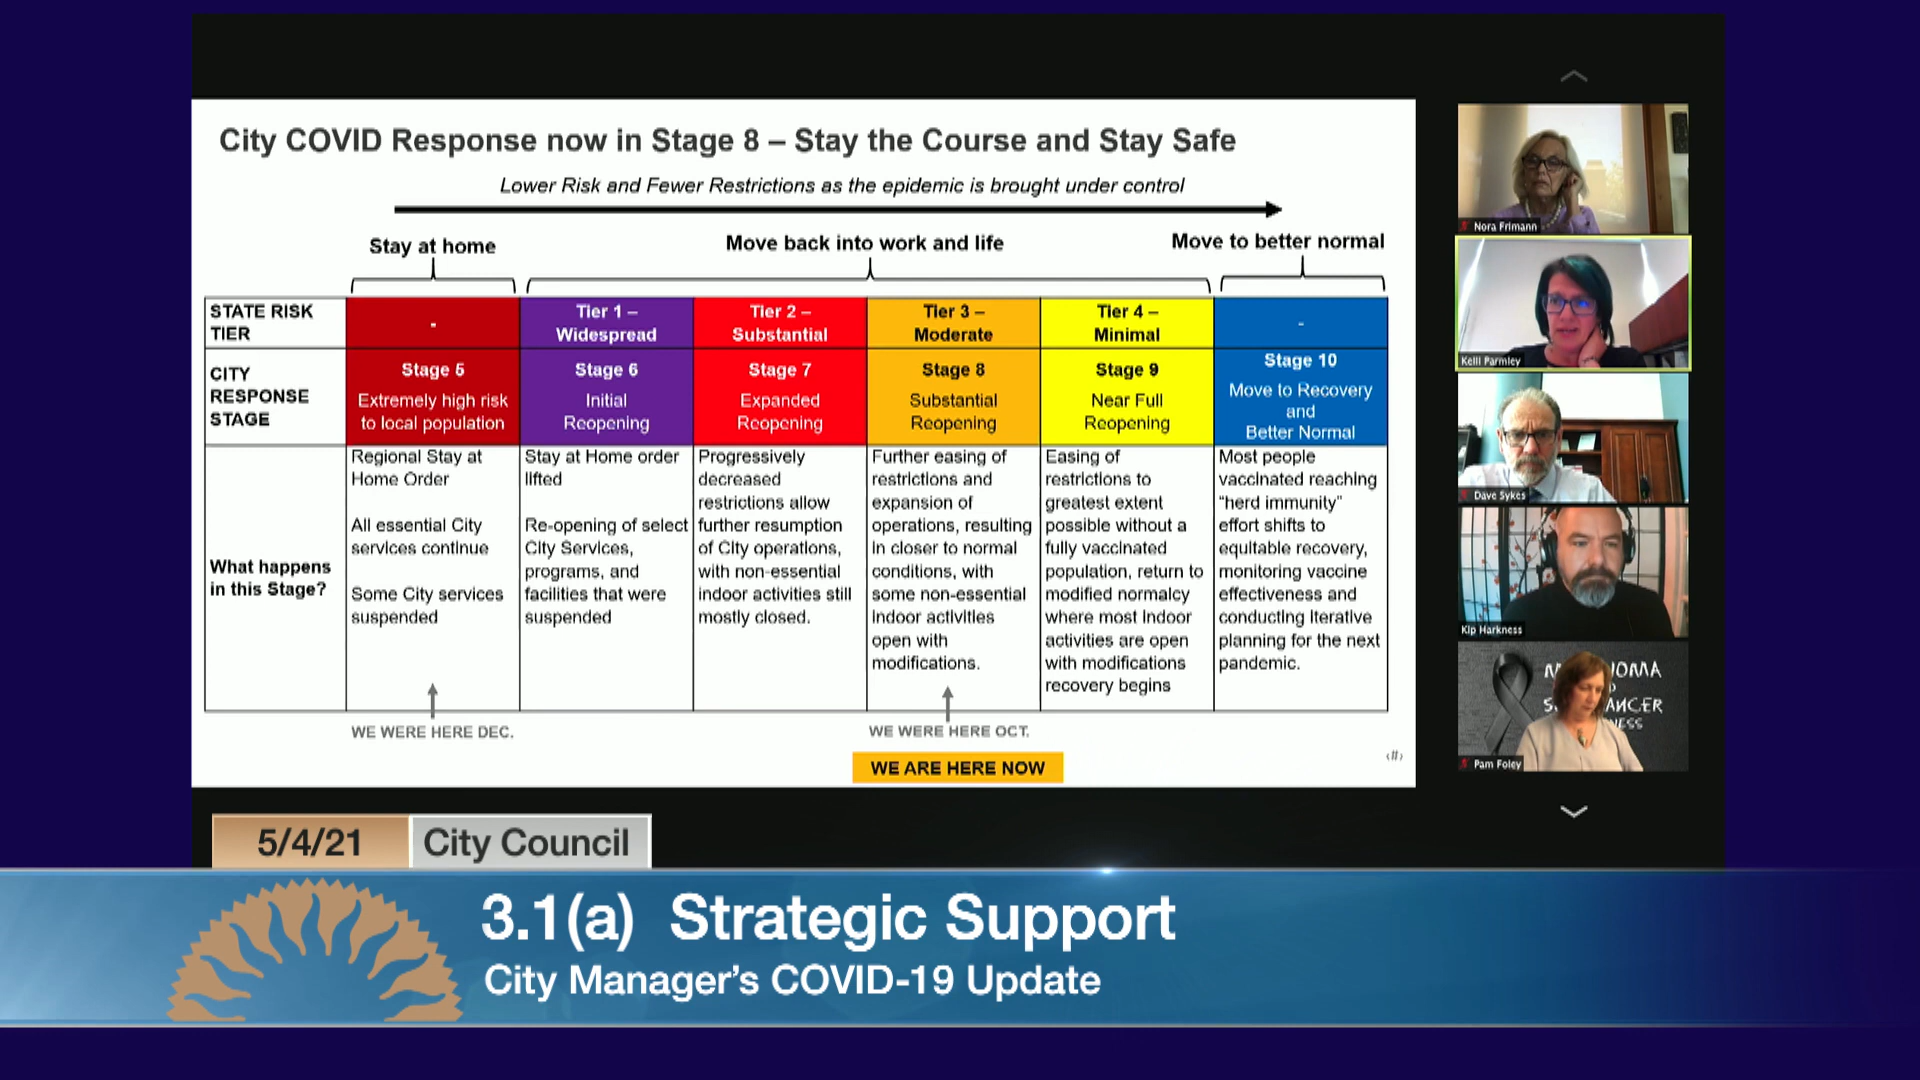 City COVID Response now in Stage 8 – Stay the Course and Stay Safe
Lower Risk and Fewer Restrictions as the epidemic is brought under control
Stay at home
Move back into work and life
Move to better normal
STATE RISK
TIER
-
Tier 1 –
Widespread
Tier 2 –
Substantial
Tier 3 –
Moderate
Tier 4 –
Minimal
-
CITY
RESPONSE
STAGE
Stage 5
Extremely high risk
to local population
Stage 6
Initial
Reopening
Stage 7
Expanded
Reopening
Stage 8
Substantial
Reopening
Stage 9
Near Full
Reopening
Stage 10
Move to Recovery
and
Better Normal
What happens
in this Stage?
Regional Stay at
Home Order
All essential City
services continue
Some City services
suspended
Stay at Home order
lifted
Re-opening of select
City Services,
programs, and
facilities that were
suspended
Progressively
decreased
restrictions allow
further resumption
of City operations,
with non-essential
indoor activities still
mostly closed.
Further easing of
restrictions and
expansion of
operations, resulting
in closer to normal
conditions, with
some non-essential
indoor activities
open with
modifications.
Easing of
restrictions to
greatest extent
possible without a
fully vaccinated
population, return to
modified normalcy
where most indoor
activities are open
with modifications
recovery begins
Most people
vaccinated reaching
“herd immunity”
effort shifts to
equitable recovery,
monitoring vaccine
effectiveness and
conducting iterative
planning for the next
pandemic.
WE WERE HERE DEC.
WE WERE HERE OCT.
WE ARE HERE NOW
‹#›
Nora Frimann
Kelli Parmley
Dave Sykes
Kip Harkness
Pam Foley
5/4/21
City Council
3.1(a) Strategic Support
City Manager’s COVID-19 Update